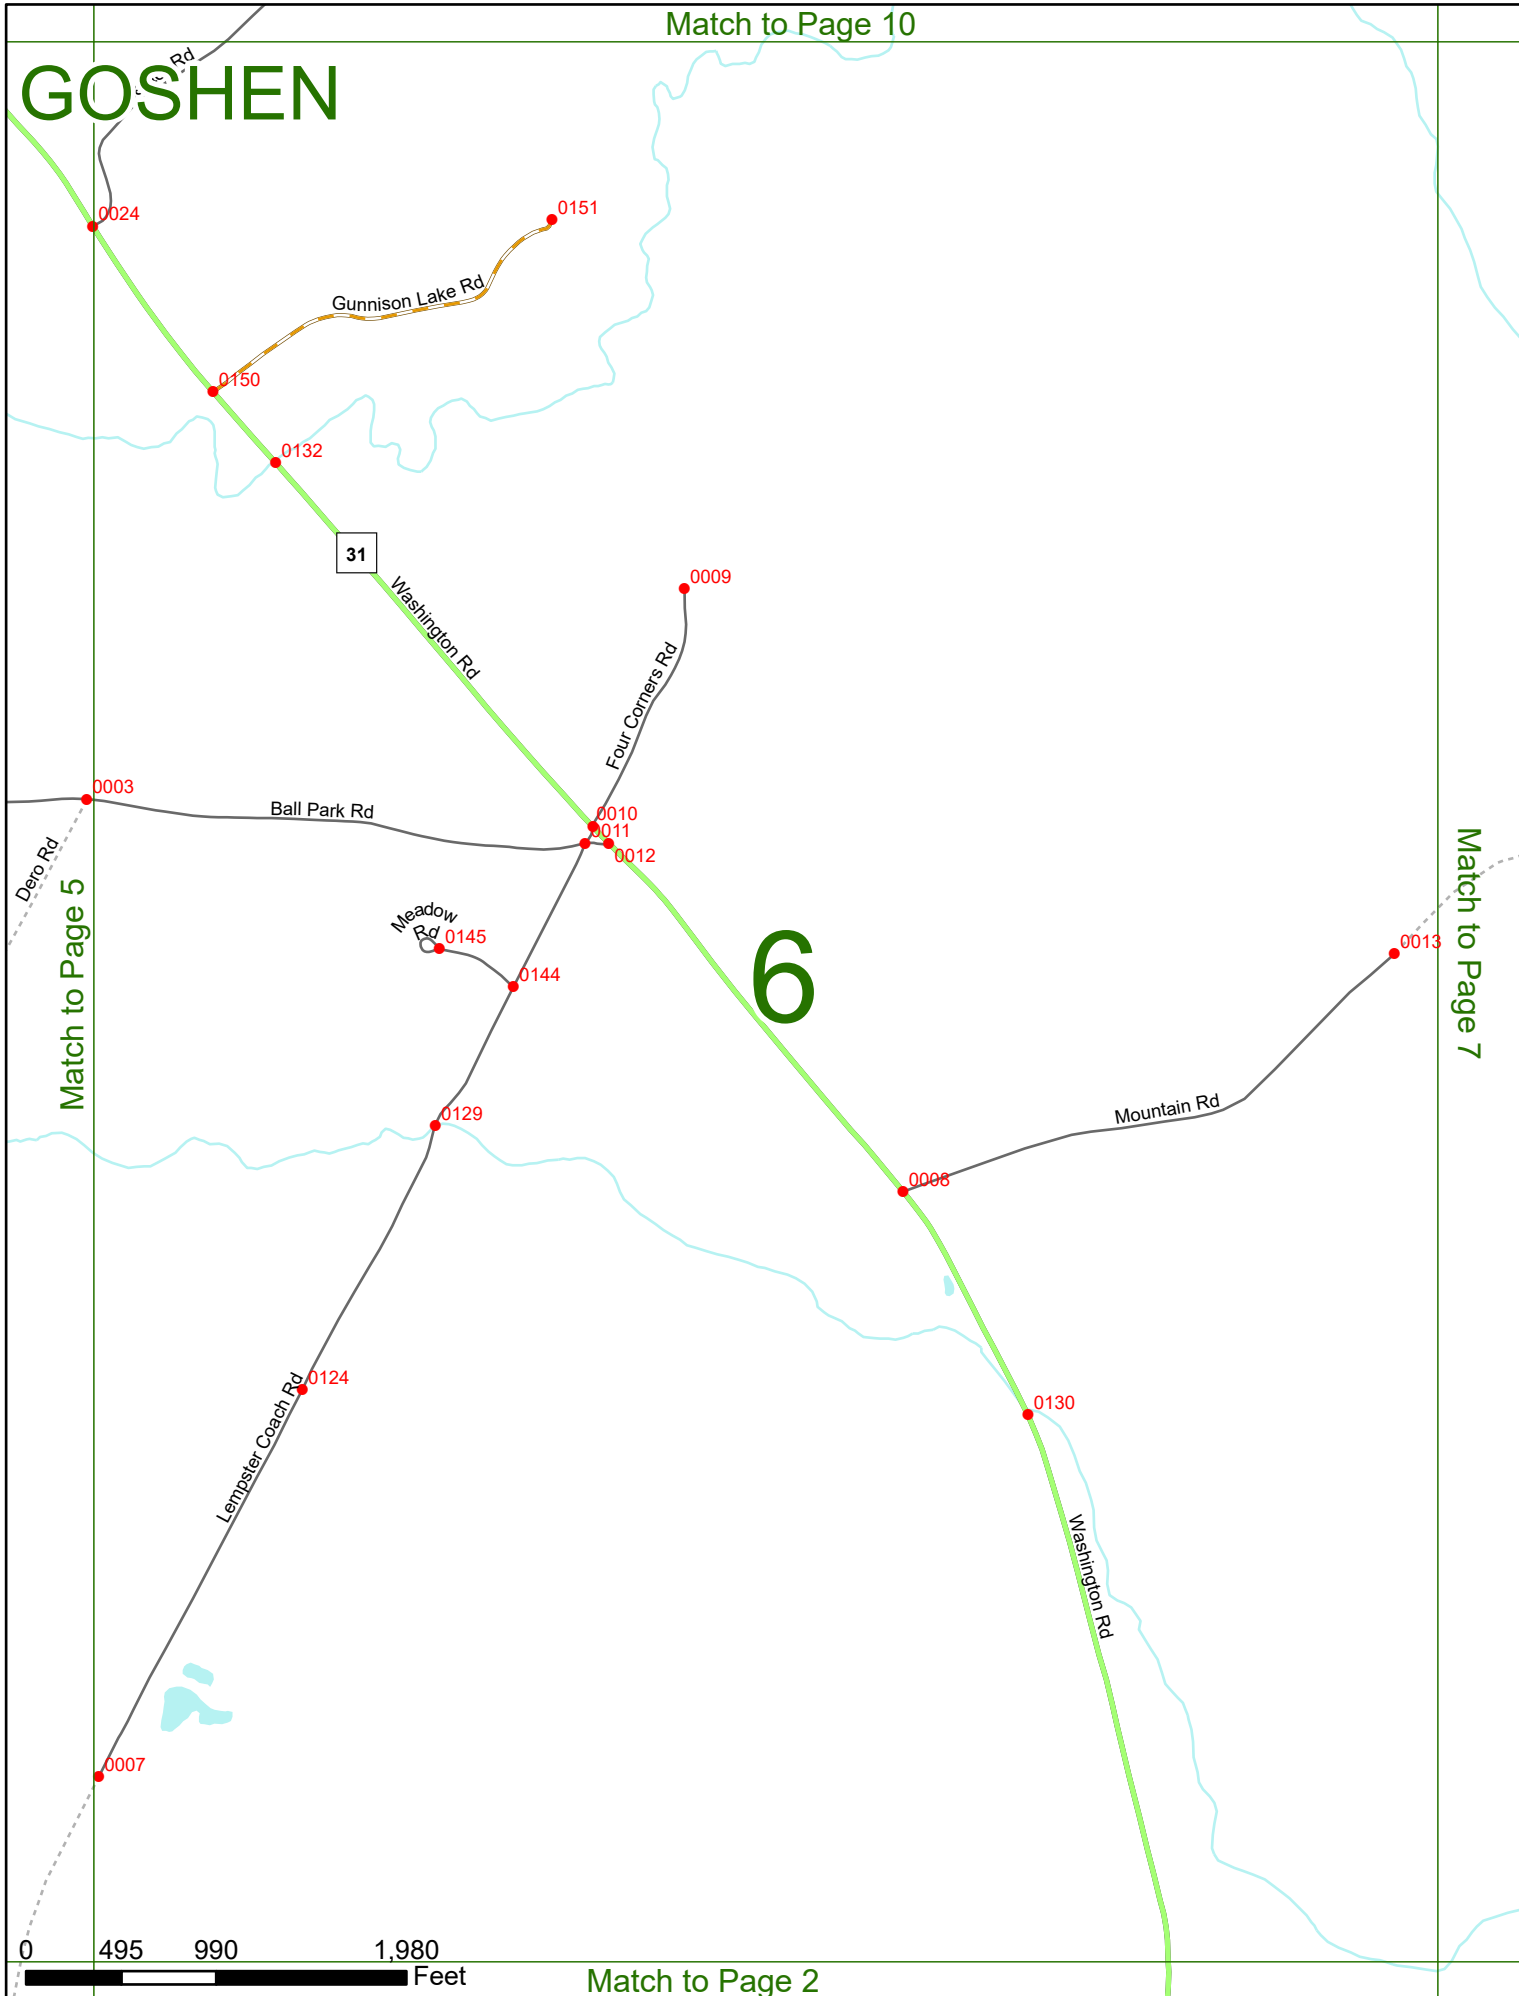 Match to Page 10
GOSHEN
Rd
0024
0151
Gunnison Lake Rd
0150
0132
31
Washington Rd
0009
Four Corners Rd
0003
Ball Park Rd
0010
0011
0012
Dero Rd
Match to Page 5
Meadow
Rd
0145
0144
6
0013
Match to Page 7
Mountain Rd
0129
0008
0124
Lempster Coach Rd
0130
Washington Rd
0007
0 495 990 1,980
Feet
Match to Page 2